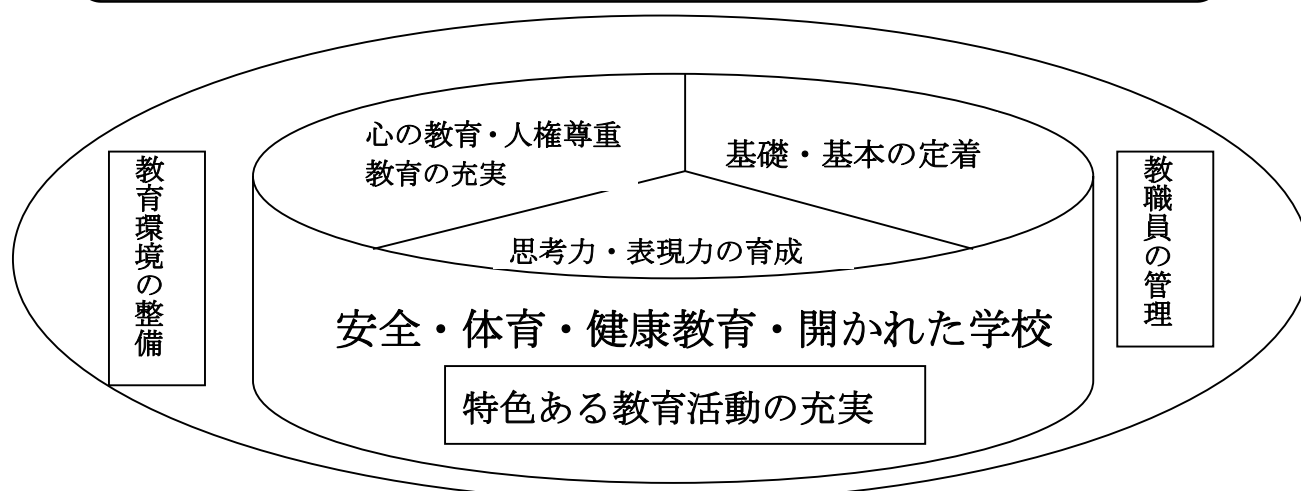 心の教育・人権尊重
教育の充実
基礎・基本の定着
思考力・表現力の育成
教育環境の整備
教職員の管理
安全・体育・健康教育・開かれた学校
特色ある教育活動の充実